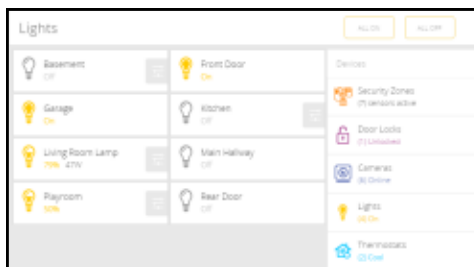 Lights
ALL ON
ALL OFF
Basement
Off
Front Door
On
Garage
On
Kitchen
Off
Living Room Lamp
70% 47W
Main Hallway
Off
Playroom
50%
Rear Door
Off
Devices
Security Zones
(7) sensors active
Door Locks
(1) Unlocked
Cameras
Online
Lights
On
Thermostats
(2) Cool